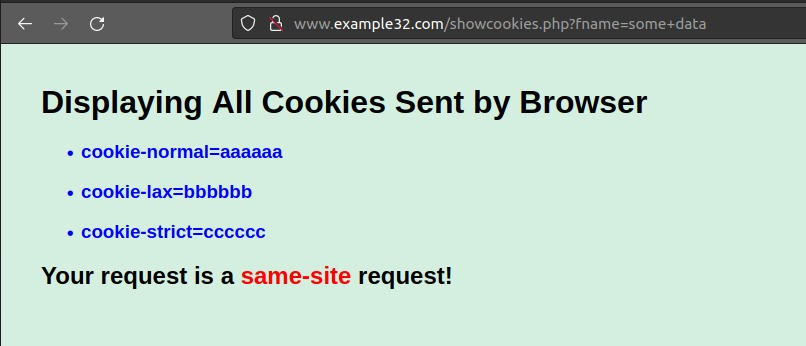 www.example32.com/showcookies.php?fname=some+data
Displaying All Cookies Sent by Browser
• cookie-normal=aaaaaa
• cookie-lax=bbbbbb
• cookie-strict=cccccc
Your request is a same-site request!